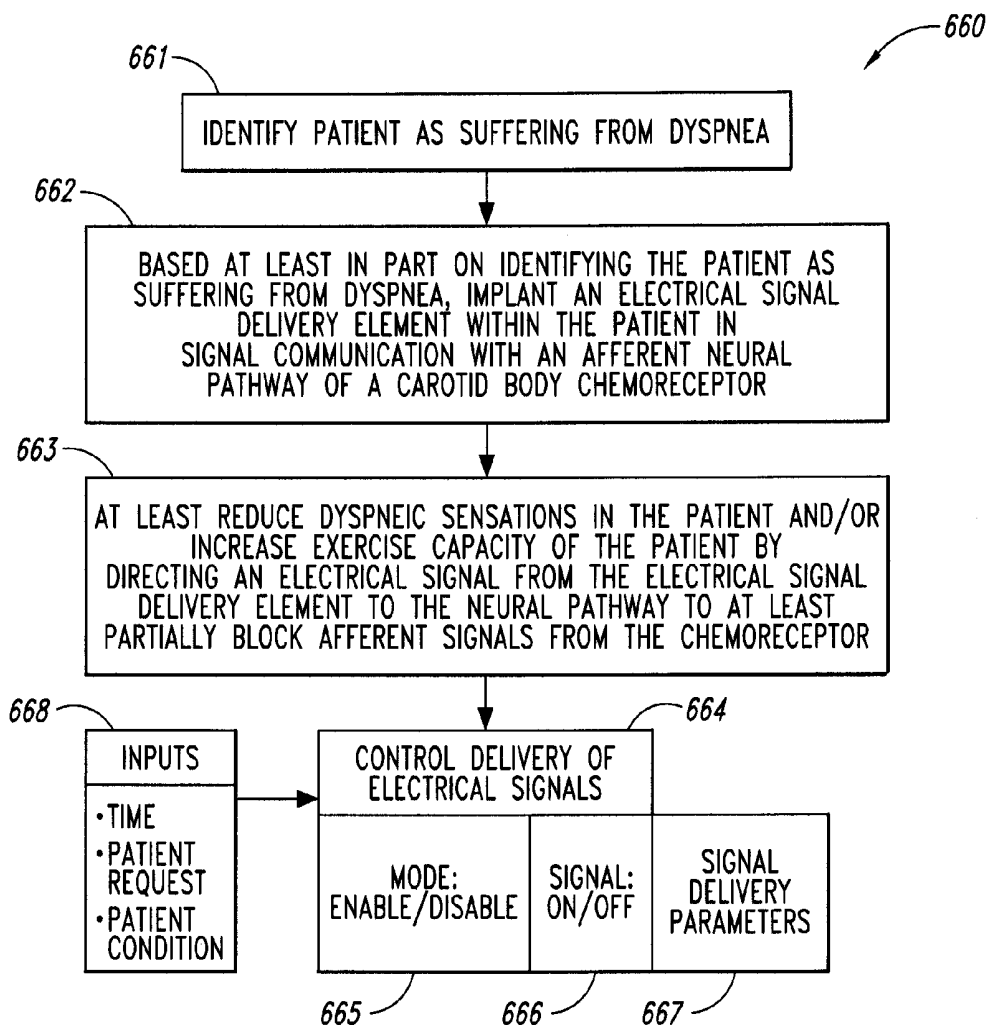 660
661
IDENTIFY PATIENT AS SUFFERING FROM DYSPNEA
662
BASED AT LEAST IN PART ON IDENTIFYING THE PATIENT AS
SUFFERING FROM DYSPNEA, IMPLANT AN ELECTRICAL SIGNAL
DELIVERY ELEMENT WITHIN THE PATIENT IN
SIGNAL COMMUNICATION WITH AN AFFERENT NEURAL
PATHWAY OF A CAROTID BODY CHEMORECEPTOR
663
AT LEAST REDUCE DYSPNEIC SENSATIONS IN THE PATIENT AND/OR
INCREASE EXERCISE CAPACITY OF THE PATIENT BY
DIRECTING AN ELECTRICAL SIGNAL FROM THE ELECTRICAL SIGNAL
DELIVERY ELEMENT TO THE NEURAL PATHWAY TO AT LEAST
PARTIALLY BLOCK AFFERENT SIGNALS FROM THE CHEMORECEPTOR
668
INPUTS
•TIME
•PATIENT
REQUEST
•PATIENT
CONDITION
664
CONTROL DELIVERY OF
ELECTRICAL SIGNALS
MODE:
ENABLE/DISABLE
SIGNAL:
ON/OFF
SIGNAL
DELIVERY
PARAMETERS
665
666
667